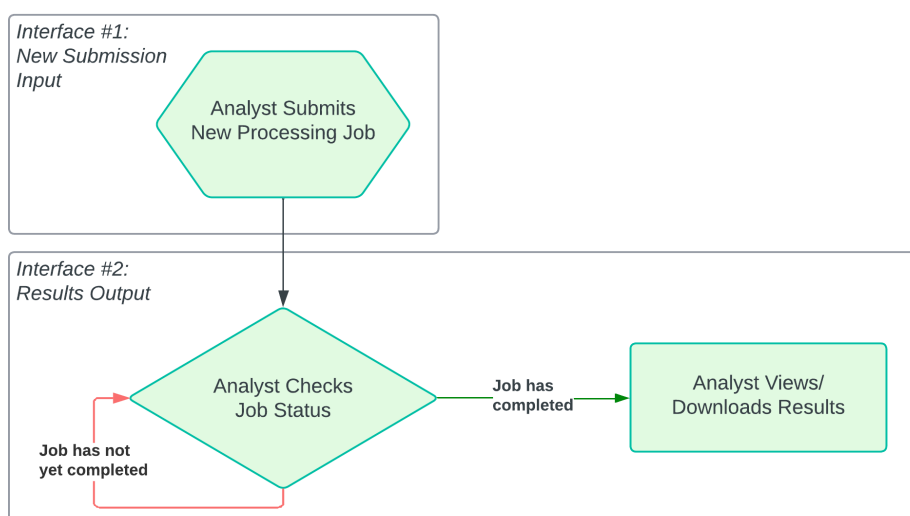 Interface #1:
New Submission
Input
Analyst Submits
New Processing Job
Interface #2:
Results Output
Analyst Checks
Job Status
Job has
completed
Analyst Views/
Downloads Results
Job has not
yet completed